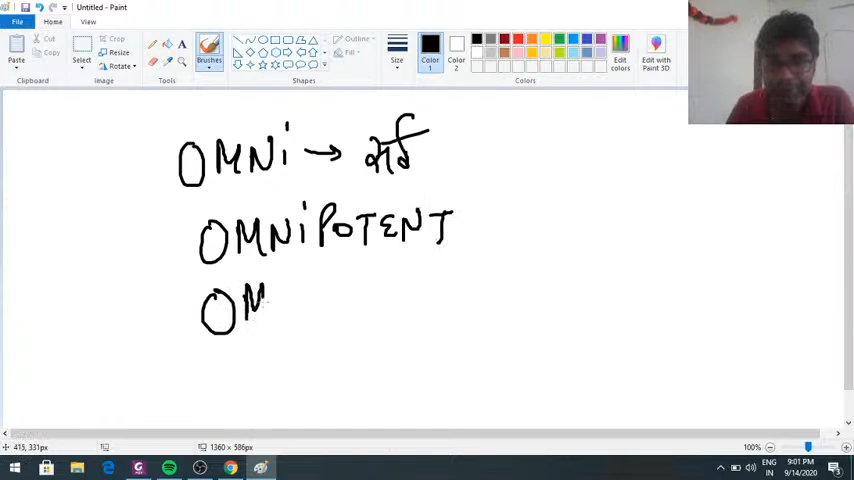 Untitled - Paint
File Home View
Paste Cut Copy Clipboard
Select Crop Resize Rotate Image
Tools
Brushes
Shapes Outline Fill
Size
Color 1 Color 2 Colors
Edit colors
Edit with Paint 3D
OMNi → सर्व
OMNiPOTENT
OM
415, 331px 1360 × 586px 100%
ENG IN 9:01 PM 9/14/2020